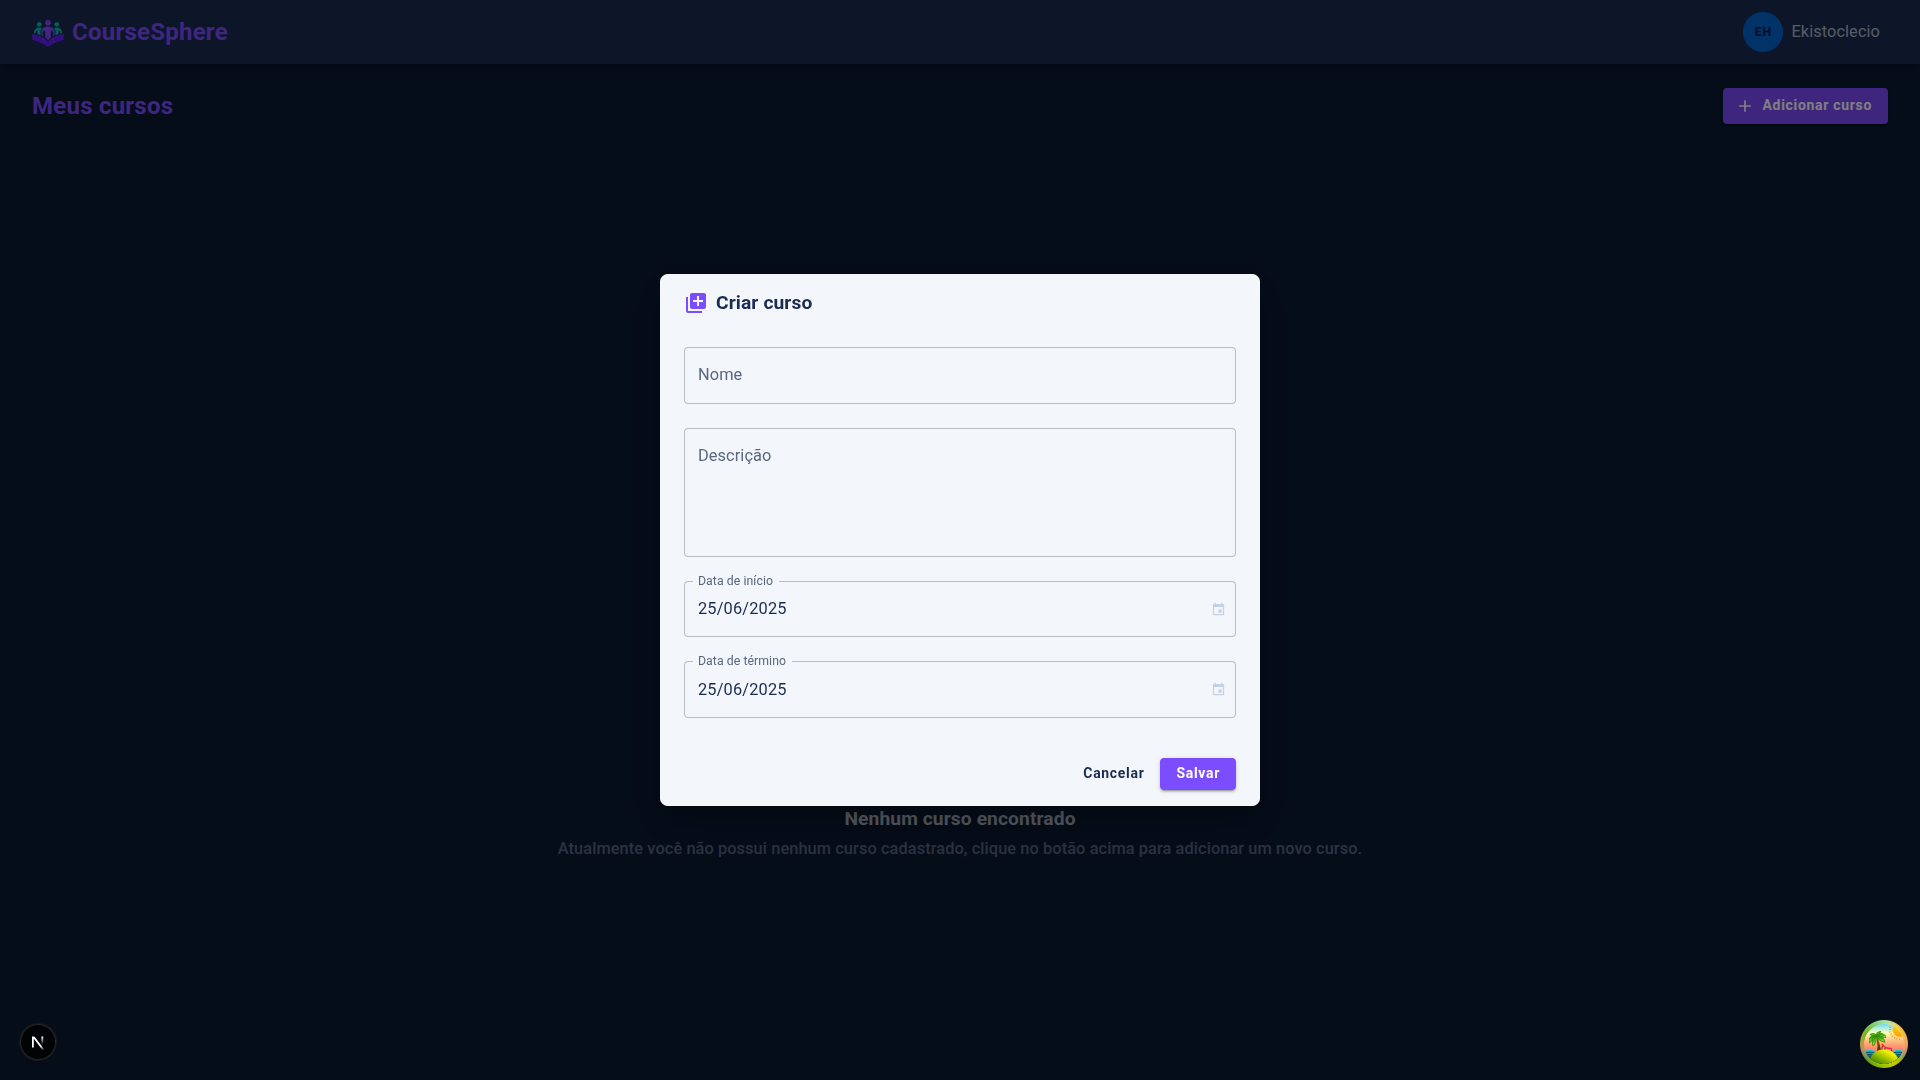 CourseSphere
EH
Ekistoclecio
Meus cursos
Adicionar curso
Criar curso
Nome
Descrição
Data de início
25/06/2025
Data de término
25/06/2025
Cancelar
Salvar
Nenhum curso encontrado
Atualmente você não possui nenhum curso cadastrado, clique no botão acima para adicionar um novo curso.
N